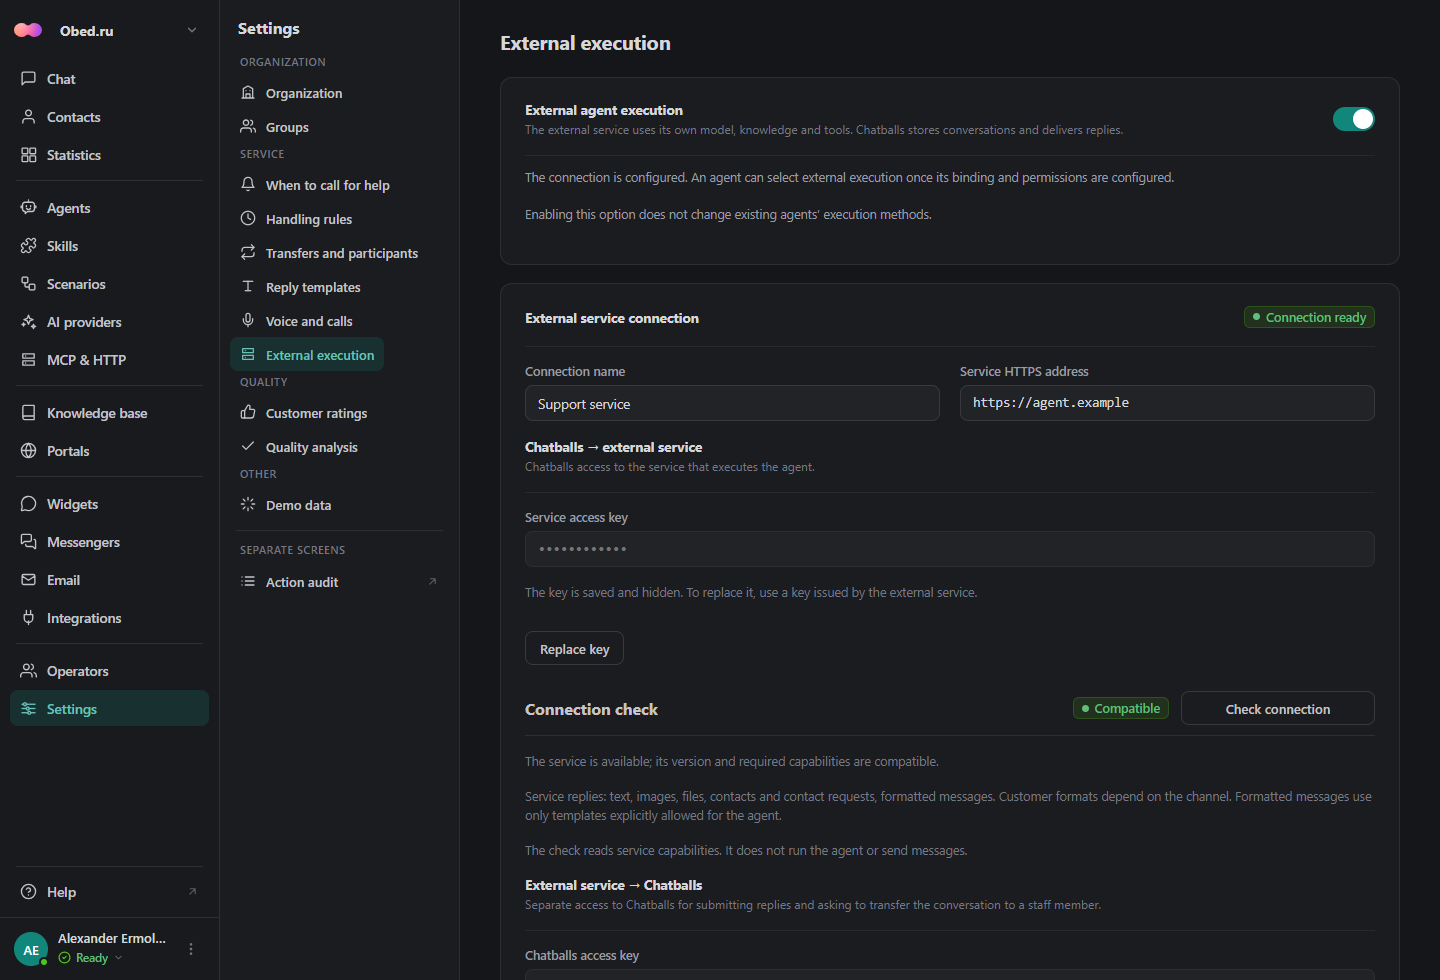 Obed.ru
Chat
Contacts
Statistics
Agents
Skills
Scenarios
AI providers
MCP & HTTP
Knowledge base
Portals
Widgets
Messengers
Email
Integrations
Operators
Settings
Help
AE
Alexander Ermol...
Ready
Settings
ORGANIZATION
Organization
Groups
SERVICE
When to call for help
Handling rules
Transfers and participants
Reply templates
Voice and calls
External execution
QUALITY
Customer ratings
Quality analysis
OTHER
Demo data
SEPARATE SCREENS
Action audit
External execution
External agent execution
The external service uses its own model, knowledge and tools. Chatballs stores conversations and delivers replies.
The connection is configured. An agent can select external execution once its binding and permissions are configured.
Enabling this option does not change existing agents' execution methods.
External service connection
Connection ready
Connection name
Service HTTPS address
Support service
https://agent.example
Chatballs → external service
Chatballs access to the service that executes the agent.
Service access key
••••••••••••
The key is saved and hidden. To replace it, use a key issued by the external service.
Replace key
Connection check
Compatible
Check connection
The service is available; its version and required capabilities are compatible.
Service replies: text, images, files, contacts and contact requests, formatted messages. Customer formats depend on the channel. Formatted messages use
only templates explicitly allowed for the agent.
The check reads service capabilities. It does not run the agent or send messages.
External service → Chatballs
Separate access to Chatballs for submitting replies and asking to transfer the conversation to a staff member.
Chatballs access key